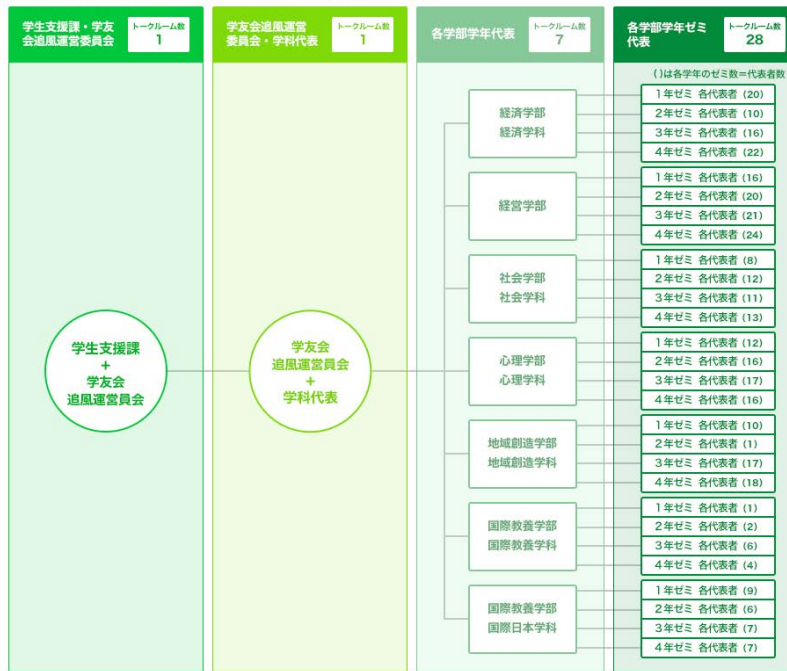 学生支援課・学友
会追風運営委員会
トークルーム数
1
学友会追風運営
委員会・学科代表
トークルーム数
1
各学部学年代表
トークルーム数
7
各学部学年ゼミ
代表
トークルーム数
28
( )は各学年のゼミ数=代表者数
学生支援課
+
学友会
追風運営員会
学友会
追風運営員会
+
学科代表
経済学部
経済学科
1年ゼミ 各代表者 (20)
2年ゼミ 各代表者 (10)
3年ゼミ 各代表者 (16)
4年ゼミ 各代表者 (22)
経営学部
1年ゼミ 各代表者 (16)
2年ゼミ 各代表者 (20)
3年ゼミ 各代表者 (21)
4年ゼミ 各代表者 (24)
社会学部
社会学科
1年ゼミ 各代表者 (8)
2年ゼミ 各代表者 (12)
3年ゼミ 各代表者 (11)
4年ゼミ 各代表者 (13)
心理学部
心理学科
1年ゼミ 各代表者 (12)
2年ゼミ 各代表者 (16)
3年ゼミ 各代表者 (17)
4年ゼミ 各代表者 (16)
地域創造学部
地域創造学科
1年ゼミ 各代表者 (10)
2年ゼミ 各代表者 (1)
3年ゼミ 各代表者 (17)
4年ゼミ 各代表者 (18)
国際教養学部
国際教養学科
1年ゼミ 各代表者 (1)
2年ゼミ 各代表者 (2)
3年ゼミ 各代表者 (6)
4年ゼミ 各代表者 (4)
国際教養学部
国際日本学科
1年ゼミ 各代表者 (9)
2年ゼミ 各代表者 (6)
3年ゼミ 各代表者 (7)
4年ゼミ 各代表者 (7)